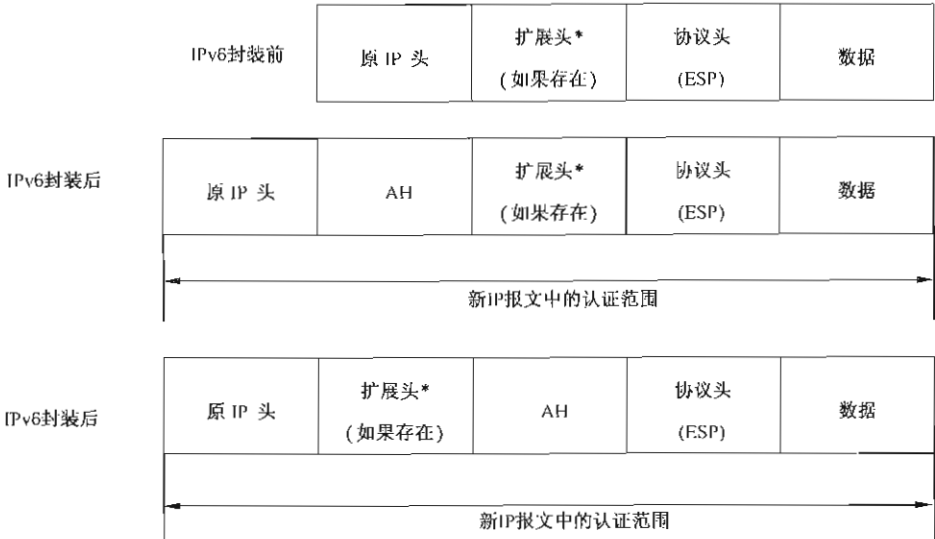 IPv6封装前
原 IP 头
扩展头*
(如果存在)
协议头
(ESP)
数据
IPv6封装后
原 IP 头
AH
扩展头*
(如果存在)
协议头
(ESP)
数据
新IP报文中的认证范围
IPv6封装后
原 IP 头
扩展头*
(如果存在)
AH
协议头
(ESP)
数据
新IP报文中的认证范围